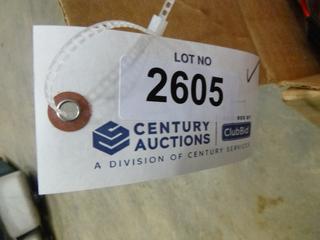 LOT NO
2605
CENTURY
AUCTIONS
ClubBid
A DIVISION OF CENTURY SERVICES